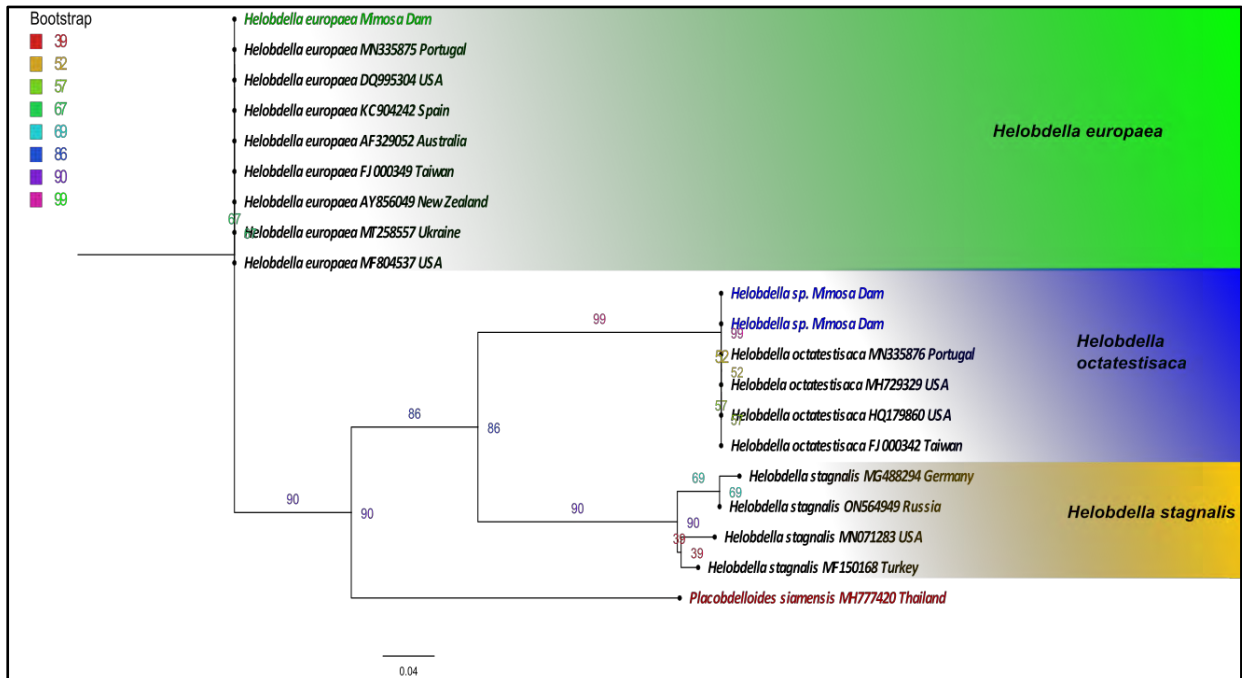 Bootstrap
39
52
57
67
69
86
90
99
Helobdella europaea Mimosa Dam
Helobdella europaea MN335875 Portugal
Helobdella europaea DQ995304 USA
Helobdella europaea KC904242 Spain
Helobdella europaea AF329052 Australia
Helobdella europaea FJ000349 Taiwan
Helobdella europaea AY856049 New Zealand
67
Helobdella europaea MT258557 Ukraine
Helobdella europaea MF804537 USA
Helobdella europaea
Helobdella sp. Mimosa Dam
Helobdella sp. Mimosa Dam
99
99
Helobdella octatestisaca MN335876 Portugal
52
52
Helobdela octatestisaca MH729329 USA
57
57
Helobdella octatestisaca HQ179860 USA
Helobdella octatestisaca FJ000342 Taiwan
Helobdella
octatestisaca
86
86
Helobdella stagnalis MG488294 Germany
69
69
Helobdella stagnalis ON564949 Russia
90
90
90
90
Helobdella stagnalis MN071283 USA
39
39
Helobdella stagnalis MF150168 Turkey
Helobdella stagnalis
Placobdelloides siamensis MH777420 Thailand
0.04